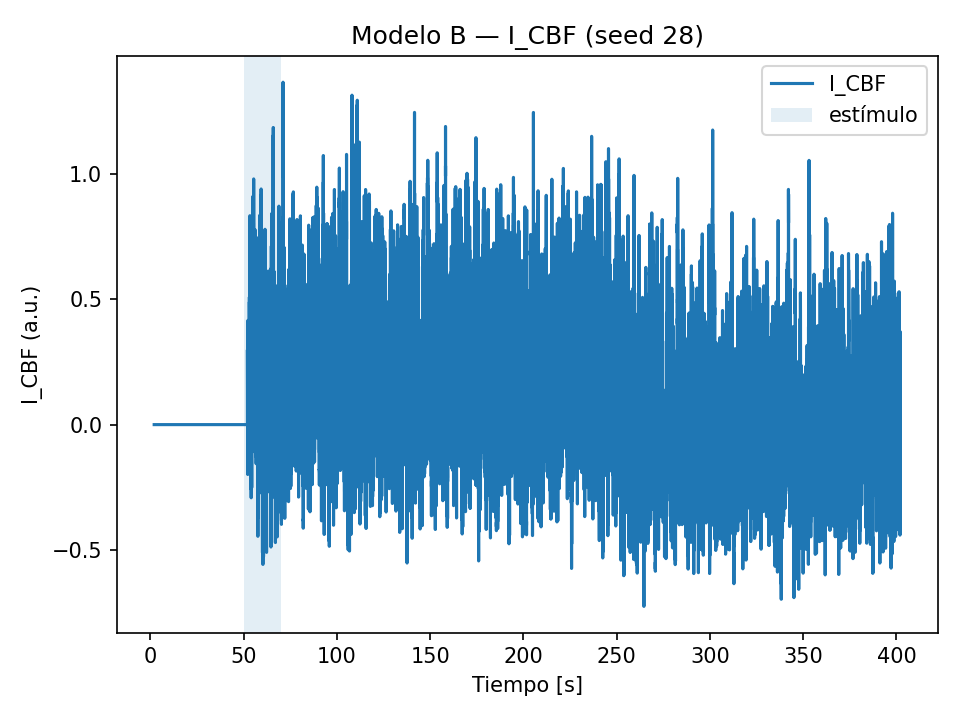 Modelo B — I_CBF (seed 28)
I_CBF
estímulo
1.0
0.5
0.0
−0.5
I_CBF (a.u.)
0
50
100
150
200
250
300
350
400
Tiempo [s]